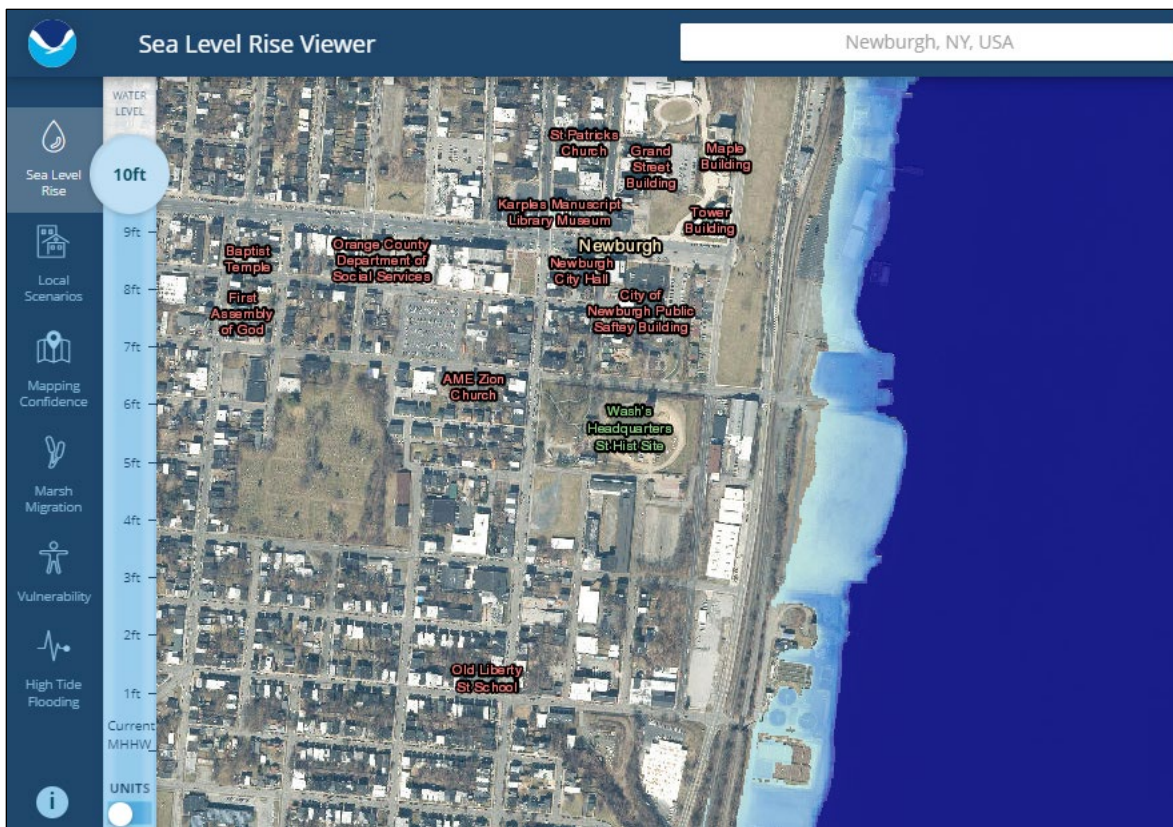 Sea Level Rise Viewer
Newburgh, NY, USA
WATER
LEVEL
10ft
9ft
8ft
7ft
6ft
5ft
4ft
3ft
2ft
1ft
Current
MHHW
UNITS
Sea Level
Rise
Local
Scenarios
Mapping
Confidence
Marsh
Migration
Vulnerability
High Tide
Flooding
i
St Patricks
Church
Grand
Street
Building
Maple
Building
Karples Manuscript
Library Museum
Tower
Building
Newburgh
Baptist
Temple
Orange County
Department of
Social Services
Newburgh
City Hall
First
Assembly
of God
City of
Newburgh Public
Saftey Building
AME Zion
Church
Wash's
Headquarters
St Hist Site
Old Liberty
St School